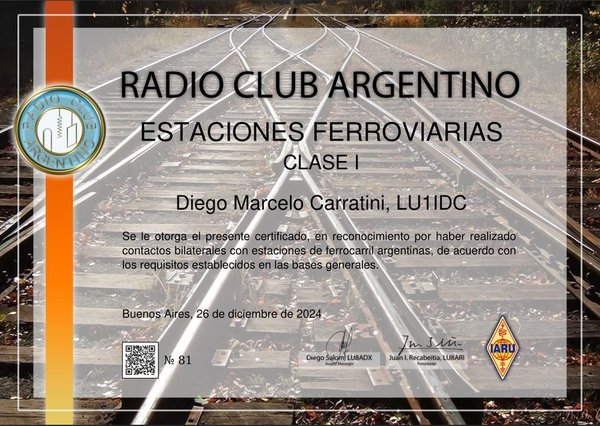 RADIO CLUB ARGENTINO
ESTACIONES FERROVIARIAS
CLASE I
RADIO CLUB
ARGENTINO
Diego Marcelo Carratini, LU1IDC
Se le otorga el presente certificado, en reconocimiento por haber realizado
contactos bilaterales con estaciones de ferrocarril argentinas, de acuerdo con
los requisitos establecidos en las bases generales.
Buenos Aires, 26 de diciembre de 2024
№ 81
Diego Salom LU8ADX
Award Manager
Juan I. Recabeitia, LU8ARI
Presidente
IARU